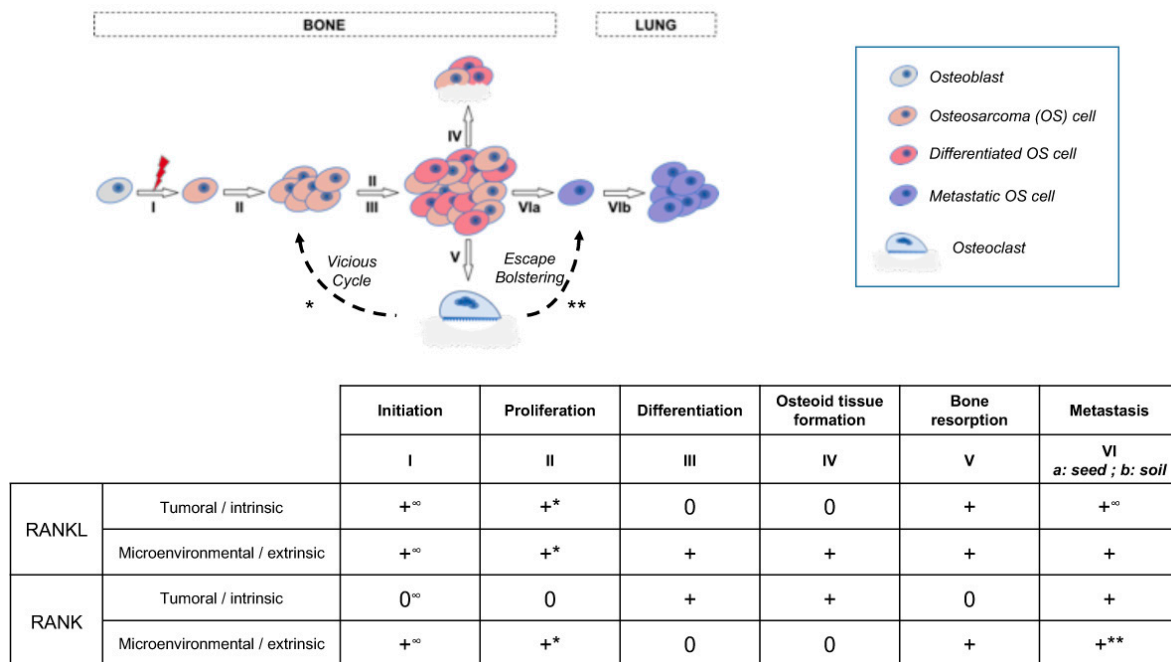 BONE
LUNG
IV
I
II
II
III
VIa
VIb
V
Vicious
Cycle
*
Escape
Bolstering
**
Osteoblast
Osteosarcoma (OS) cell
Differentiated OS cell
Metastatic OS cell
Osteoclast
Initiation Proliferation Differentiation Osteoid tissue formation Bone resorption Metastasis
I II III IV V VI
a: seed ; b: soil
RANKL
Tumoral / intrinsic +∞ +* 0 0 + +∞
Microenvironmental / extrinsic +∞ +* + + + +
RANK
Tumoral / intrinsic 0∞ 0 + + 0 +
Microenvironmental / extrinsic +∞ +* 0 0 + +**